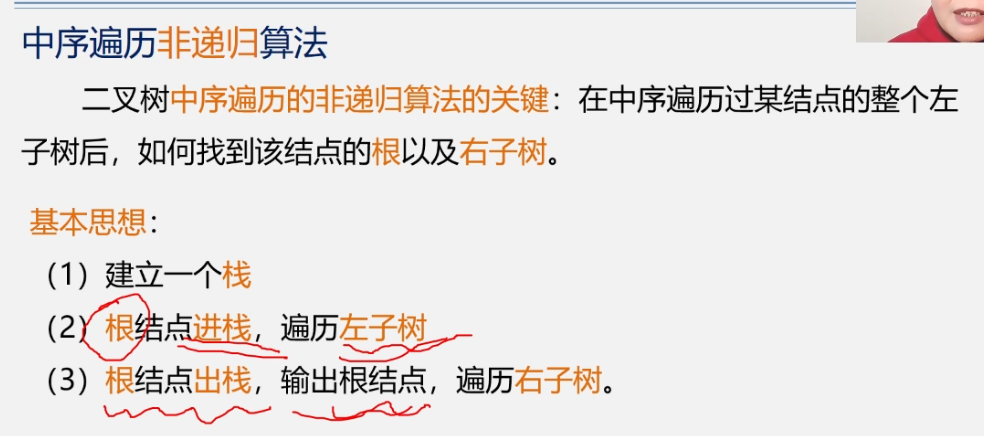 中序遍历非递归算法
二叉树中序遍历的非递归算法的关键：在中序遍历过某结点的整个左
子树后，如何找到该结点的根以及右子树。
基本思想：
（1）建立一个栈
（2）根结点进栈，遍历左子树
（3）根结点出栈，输出根结点，遍历右子树。